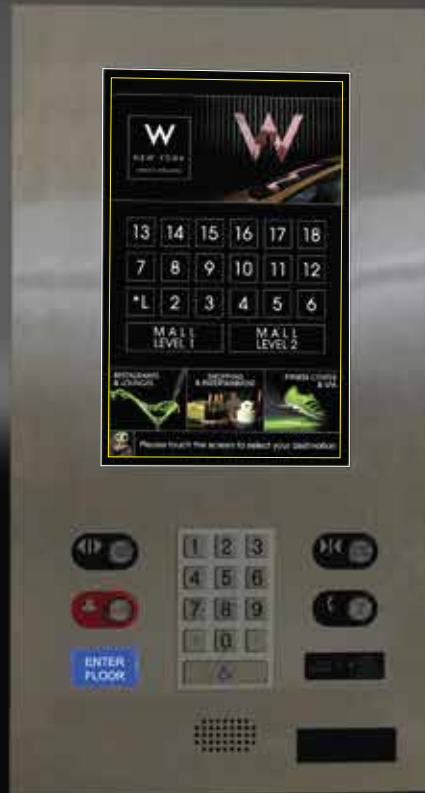 W
NEW YORK
W
13 14 15 16 17 18
7 8 9 10 11 12
*L 2 3 4 5 6
MALL LEVEL 1
MALL LEVEL 2
RESTAURANTS & LOUNGES
SHOPPING & ENTERTAINMENT
FITNESS CENTER & SPA
Please touch the screen to select your destination
1 2 3
4 5 6
7 8 9
0
ENTER
FLOOR